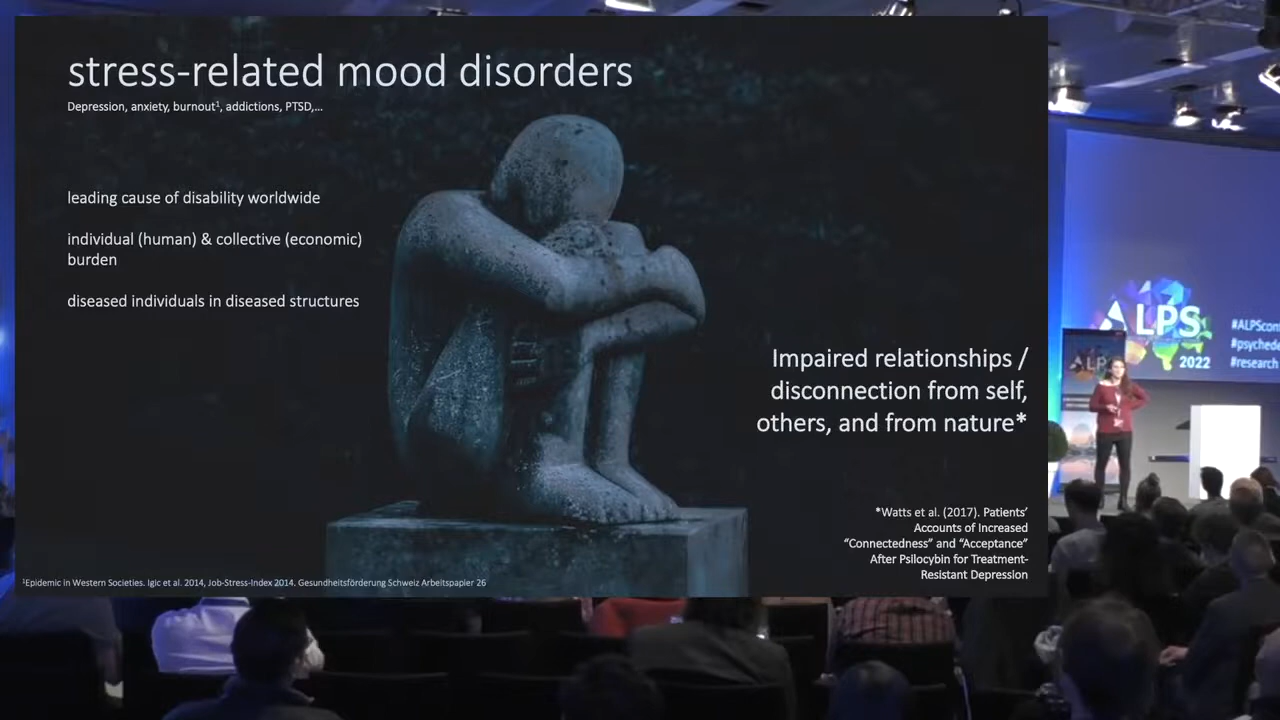 stress-related mood disorders
Depression, anxiety, burnout¹, addictions, PTSD,...
leading cause of disability worldwide
individual (human) & collective (economic)
burden
diseased individuals in diseased structures
Impaired relationships /
disconnection from self,
others, and from nature*
*Watts et al. (2017). Patients'
Accounts of Increased
“Connectedness” and “Acceptance”
After Psilocybin for Treatment-
Resistant Depression
¹Epidemic in Western Societies. Igic et al. 2014, Job-Stress-Index 2014. Gesundheitsförderung Schweiz Arbeitspapier 26
ALPS
2022
#ALPScon
#psychede
#research
ALP